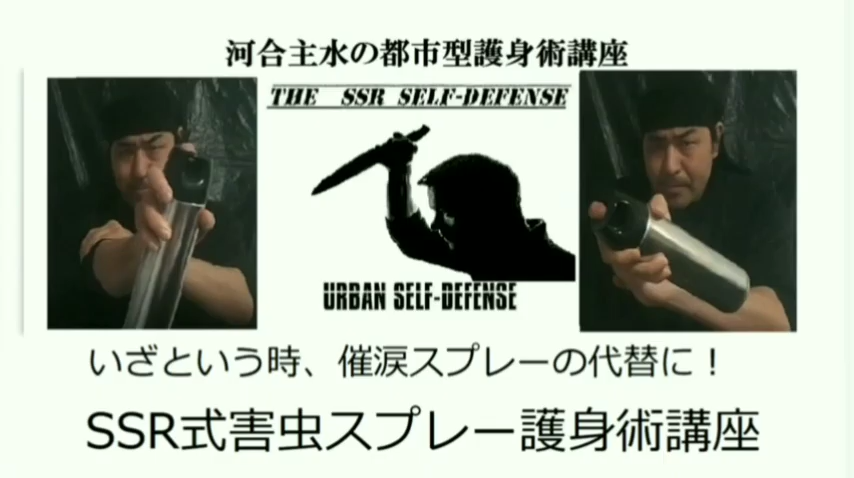 河合主水の都市型護身術講座
THE SSR SELF-DEFENSE
URBAN SELF-DEFENSE
いざという時、催涙スプレーの代替に！
SSR式害虫スプレー護身術講座